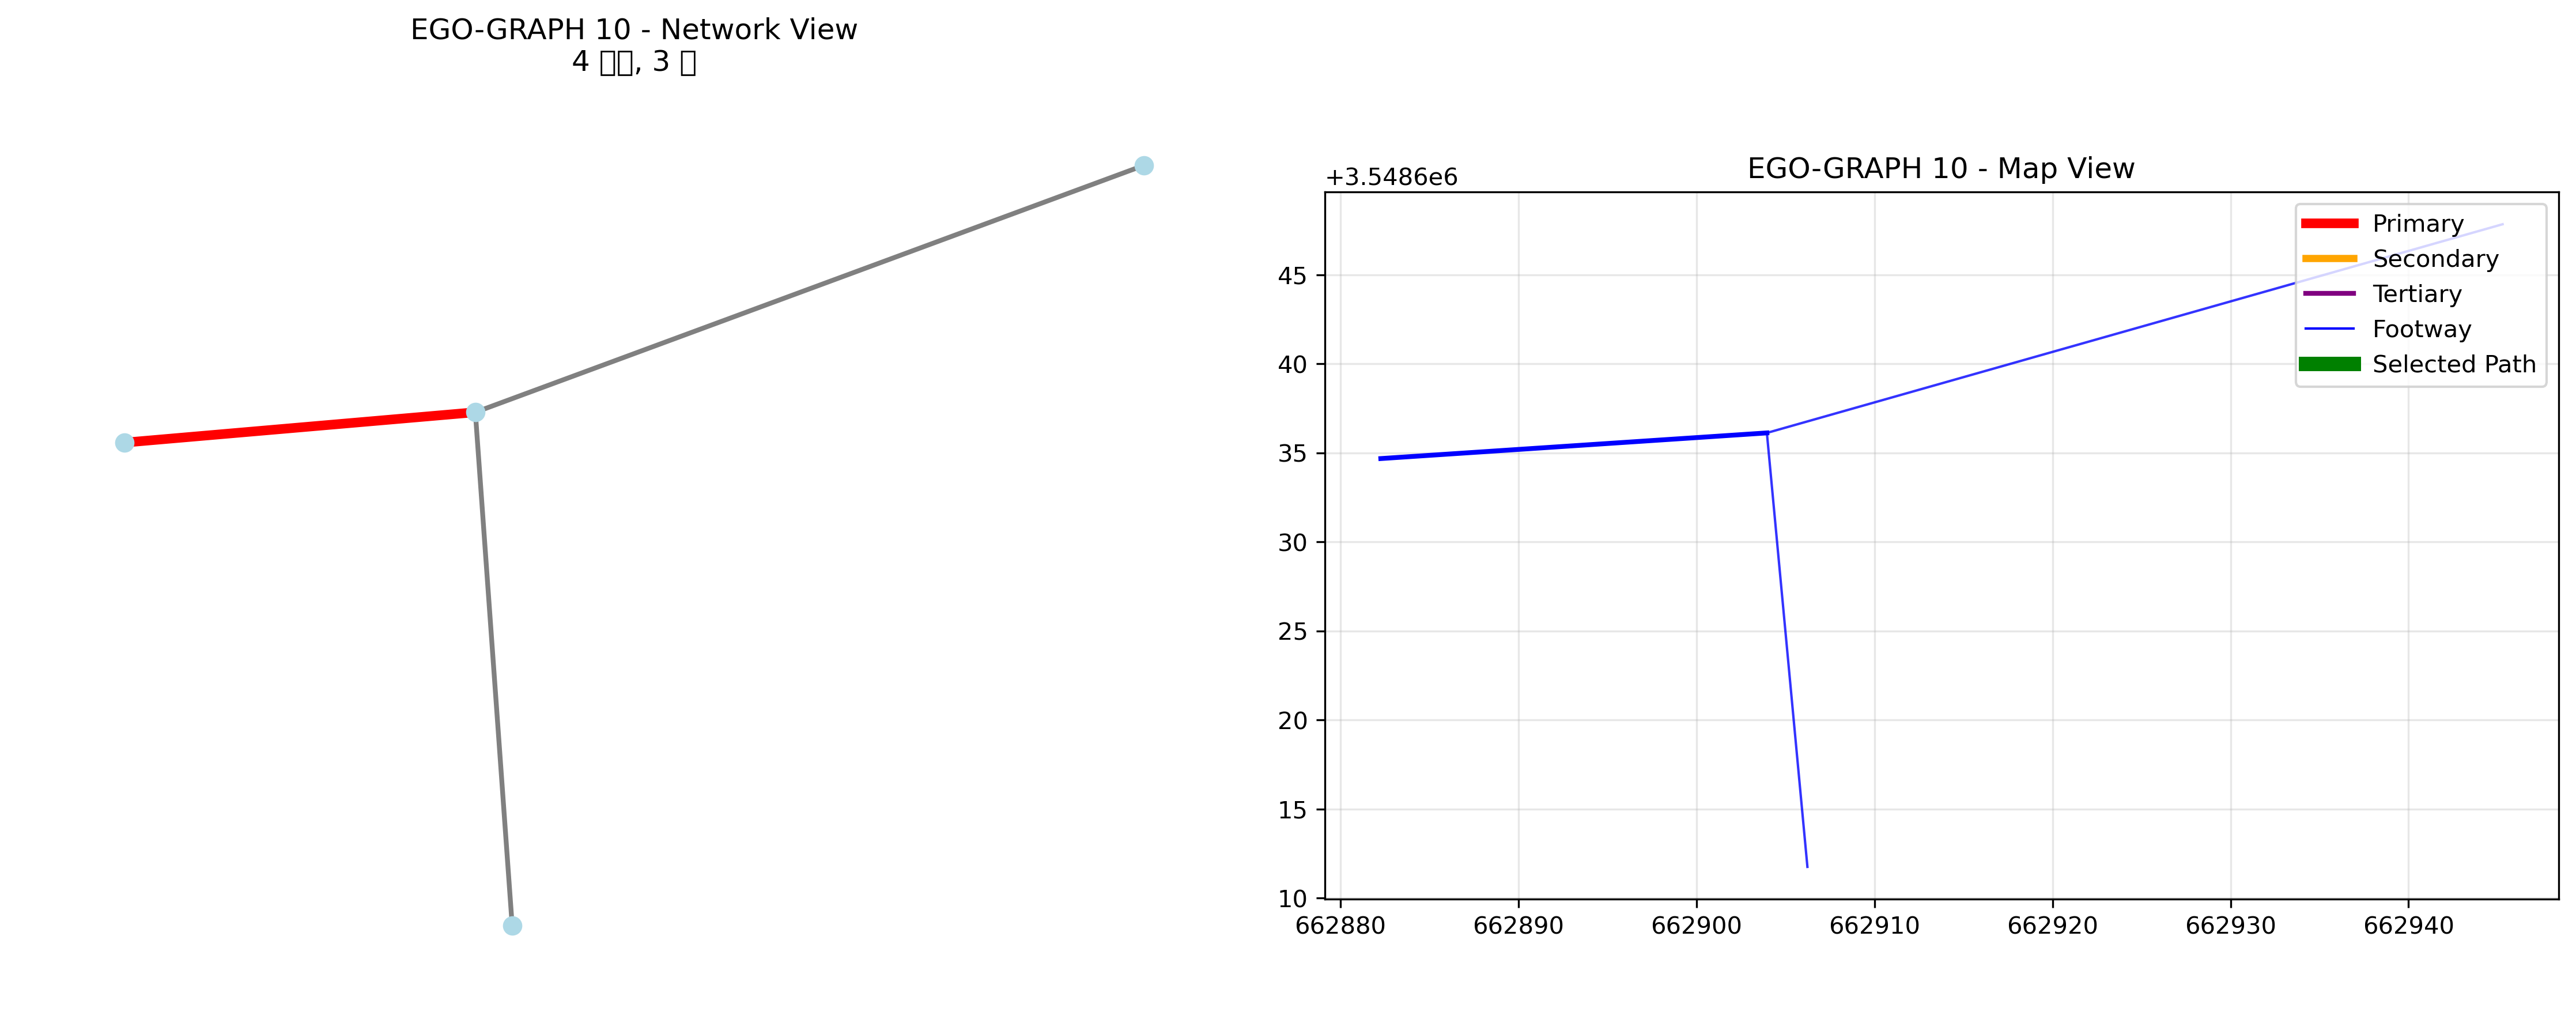 EGO-GRAPH 10 - Network View
4 , 3
EGO-GRAPH 10 - Map View
+3.5486e6
Primary
Secondary
Tertiary
Footway
Selected Path
45
40
35
30
25
20
15
10
662880 662890 662900 662910 662920 662930 662940